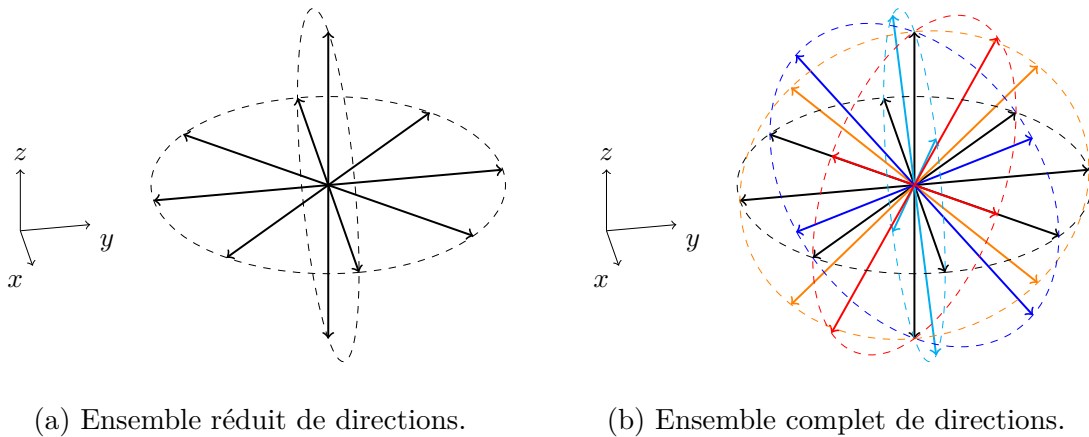 z
y
x
z
y
x
(a) Ensemble réduit de directions.
(b) Ensemble complet de directions.